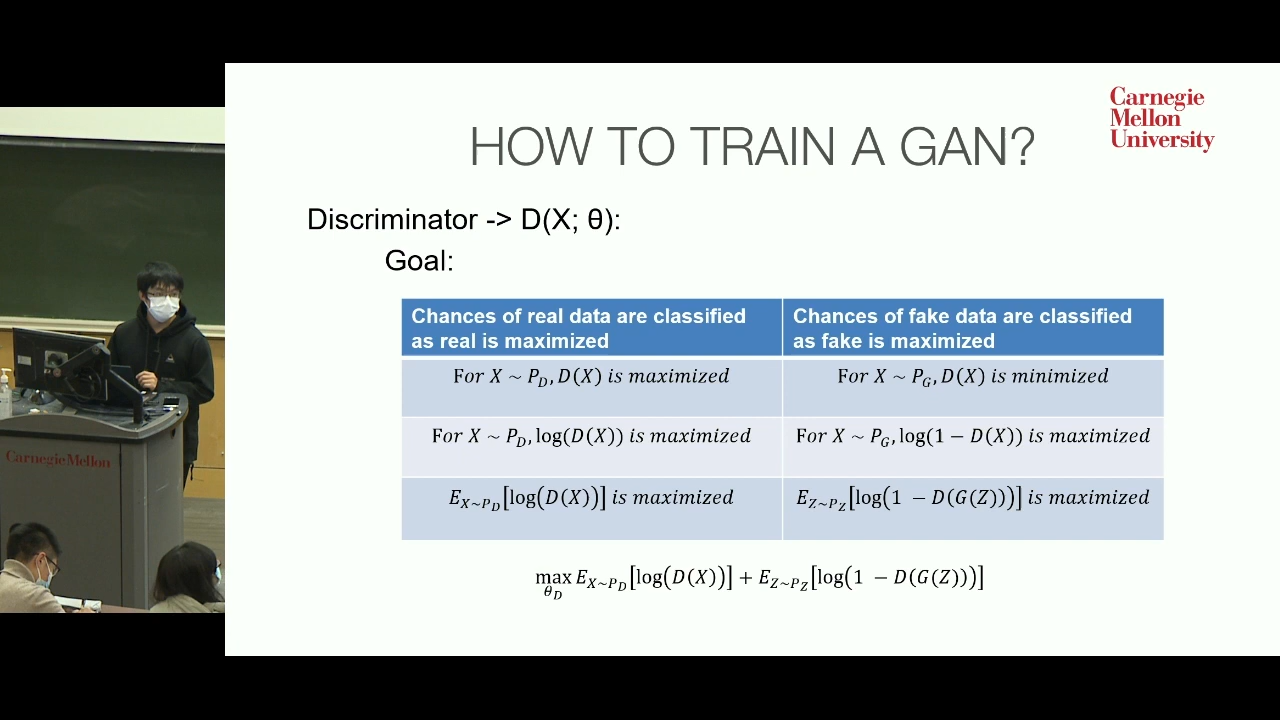 Carnegie
Mellon
University
HOW TO TRAIN A GAN?
Discriminator -> D(X; θ):
Goal:
Chances of real data are classified
as real is maximized
Chances of fake data are classified
as fake is maximized
For X ~ P_D, D(X) is maximized
For X ~ P_G, D(X) is minimized
For X ~ P_D, log(D(X)) is maximized
For X ~ P_G, log(1 − D(X)) is maximized
E_{X~P_D}[log(D(X))] is maximized
E_{Z~P_Z}[log(1 − D(G(Z)))] is maximized
max_{θ_D} E_{X~P_D}[log(D(X))] + E_{Z~P_Z}[log(1 − D(G(Z)))]
Carnegie Mellon